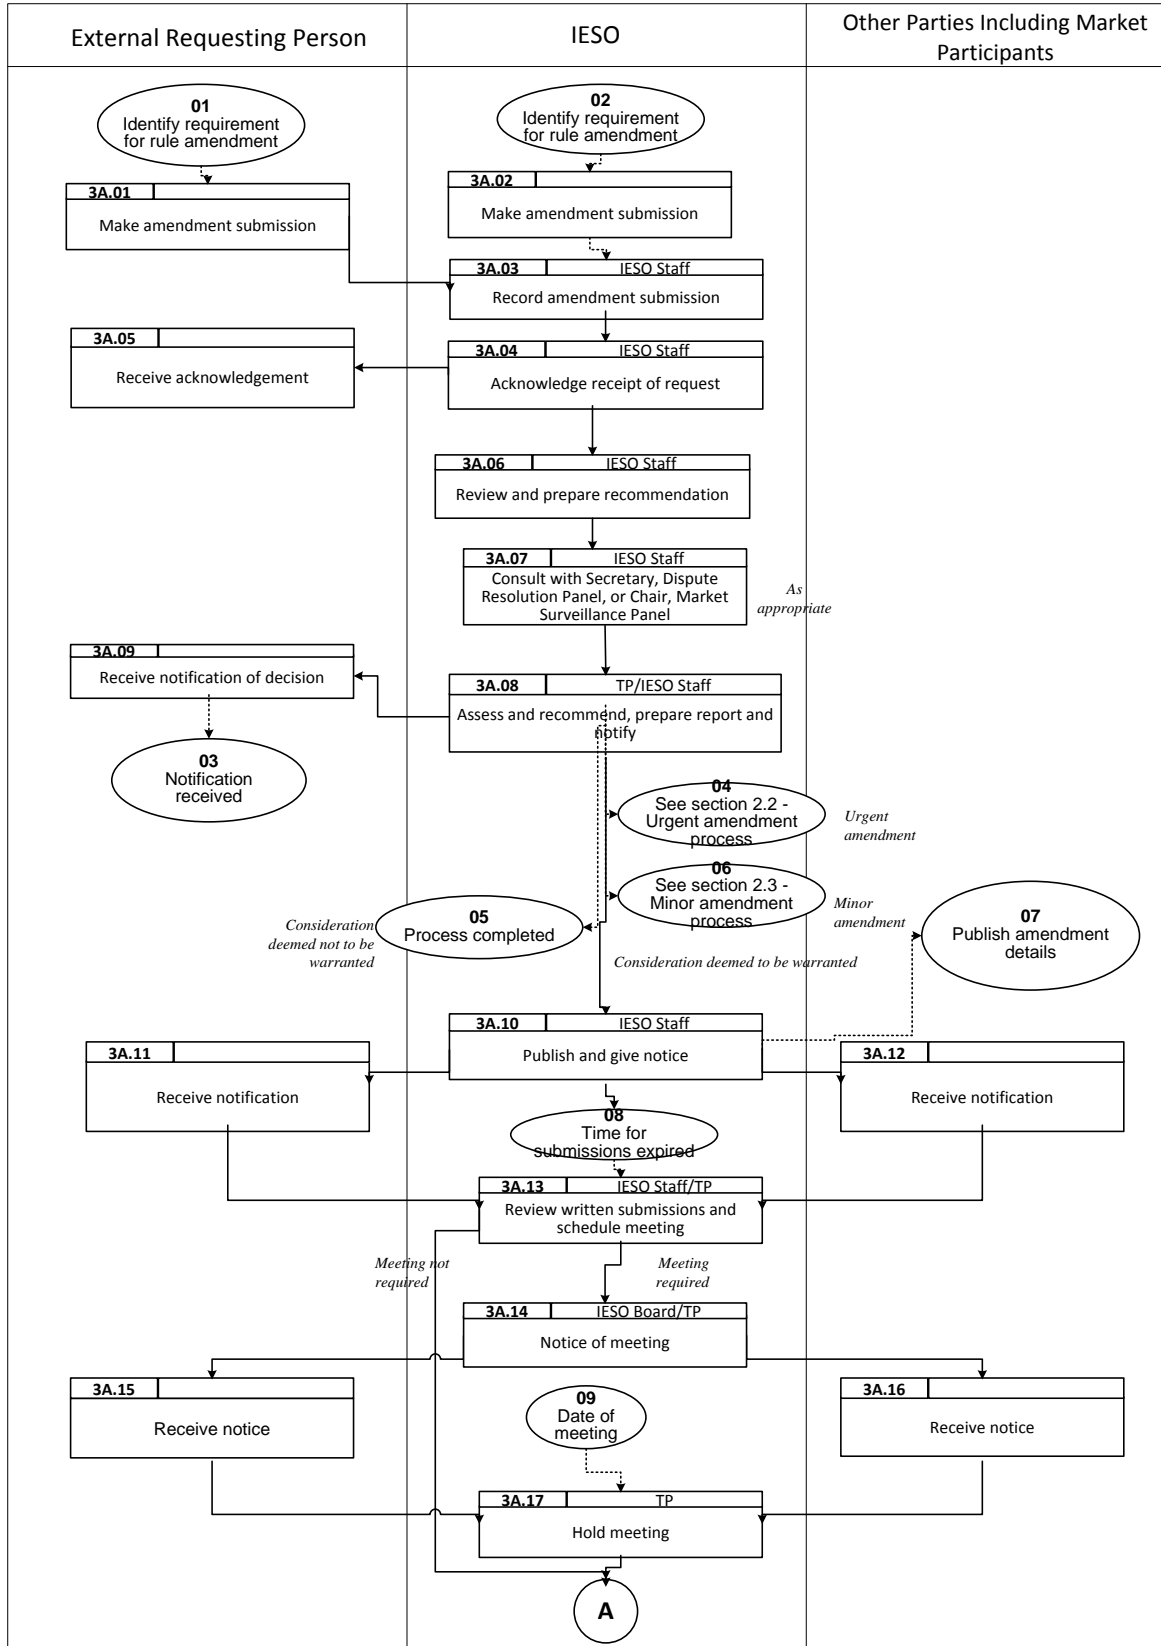 External Requesting Person
IESO
Other Parties Including Market
Participants
01
Identify requirement
for rule amendment
02
Identify requirement
for rule amendment
3A.01
Make amendment submission
3A.02
Make amendment submission
3A.03
IESO Staff
Record amendment submission
3A.05
Receive acknowledgement
3A.04
IESO Staff
Acknowledge receipt of request
3A.06
IESO Staff
Review and prepare recommendation
3A.07
IESO Staff
Consult with Secretary, Dispute
Resolution Panel, or Chair, Market
Surveillance Panel
As
appropriate
3A.09
Receive notification of decision
3A.08
TP/IESO Staff
Assess and recommend, prepare report and
notify
03
Notification
received
04
See section 2.2 -
Urgent amendment
process
Urgent
amendment
06
See section 2.3 -
Minor amendment
process
Minor
amendment
05
Process completed
Consideration
deemed not to be
warranted
Consideration deemed to be warranted
07
Publish amendment
details
3A.10
IESO Staff
Publish and give notice
3A.11
Receive notification
3A.12
Receive notification
08
Time for
submissions expired
3A.13
IESO Staff/TP
Review written submissions and
schedule meeting
Meeting not
required
Meeting
required
3A.14
IESO Board/TP
Notice of meeting
3A.15
Receive notice
3A.16
Receive notice
09
Date of
meeting
3A.17
TP
Hold meeting
A